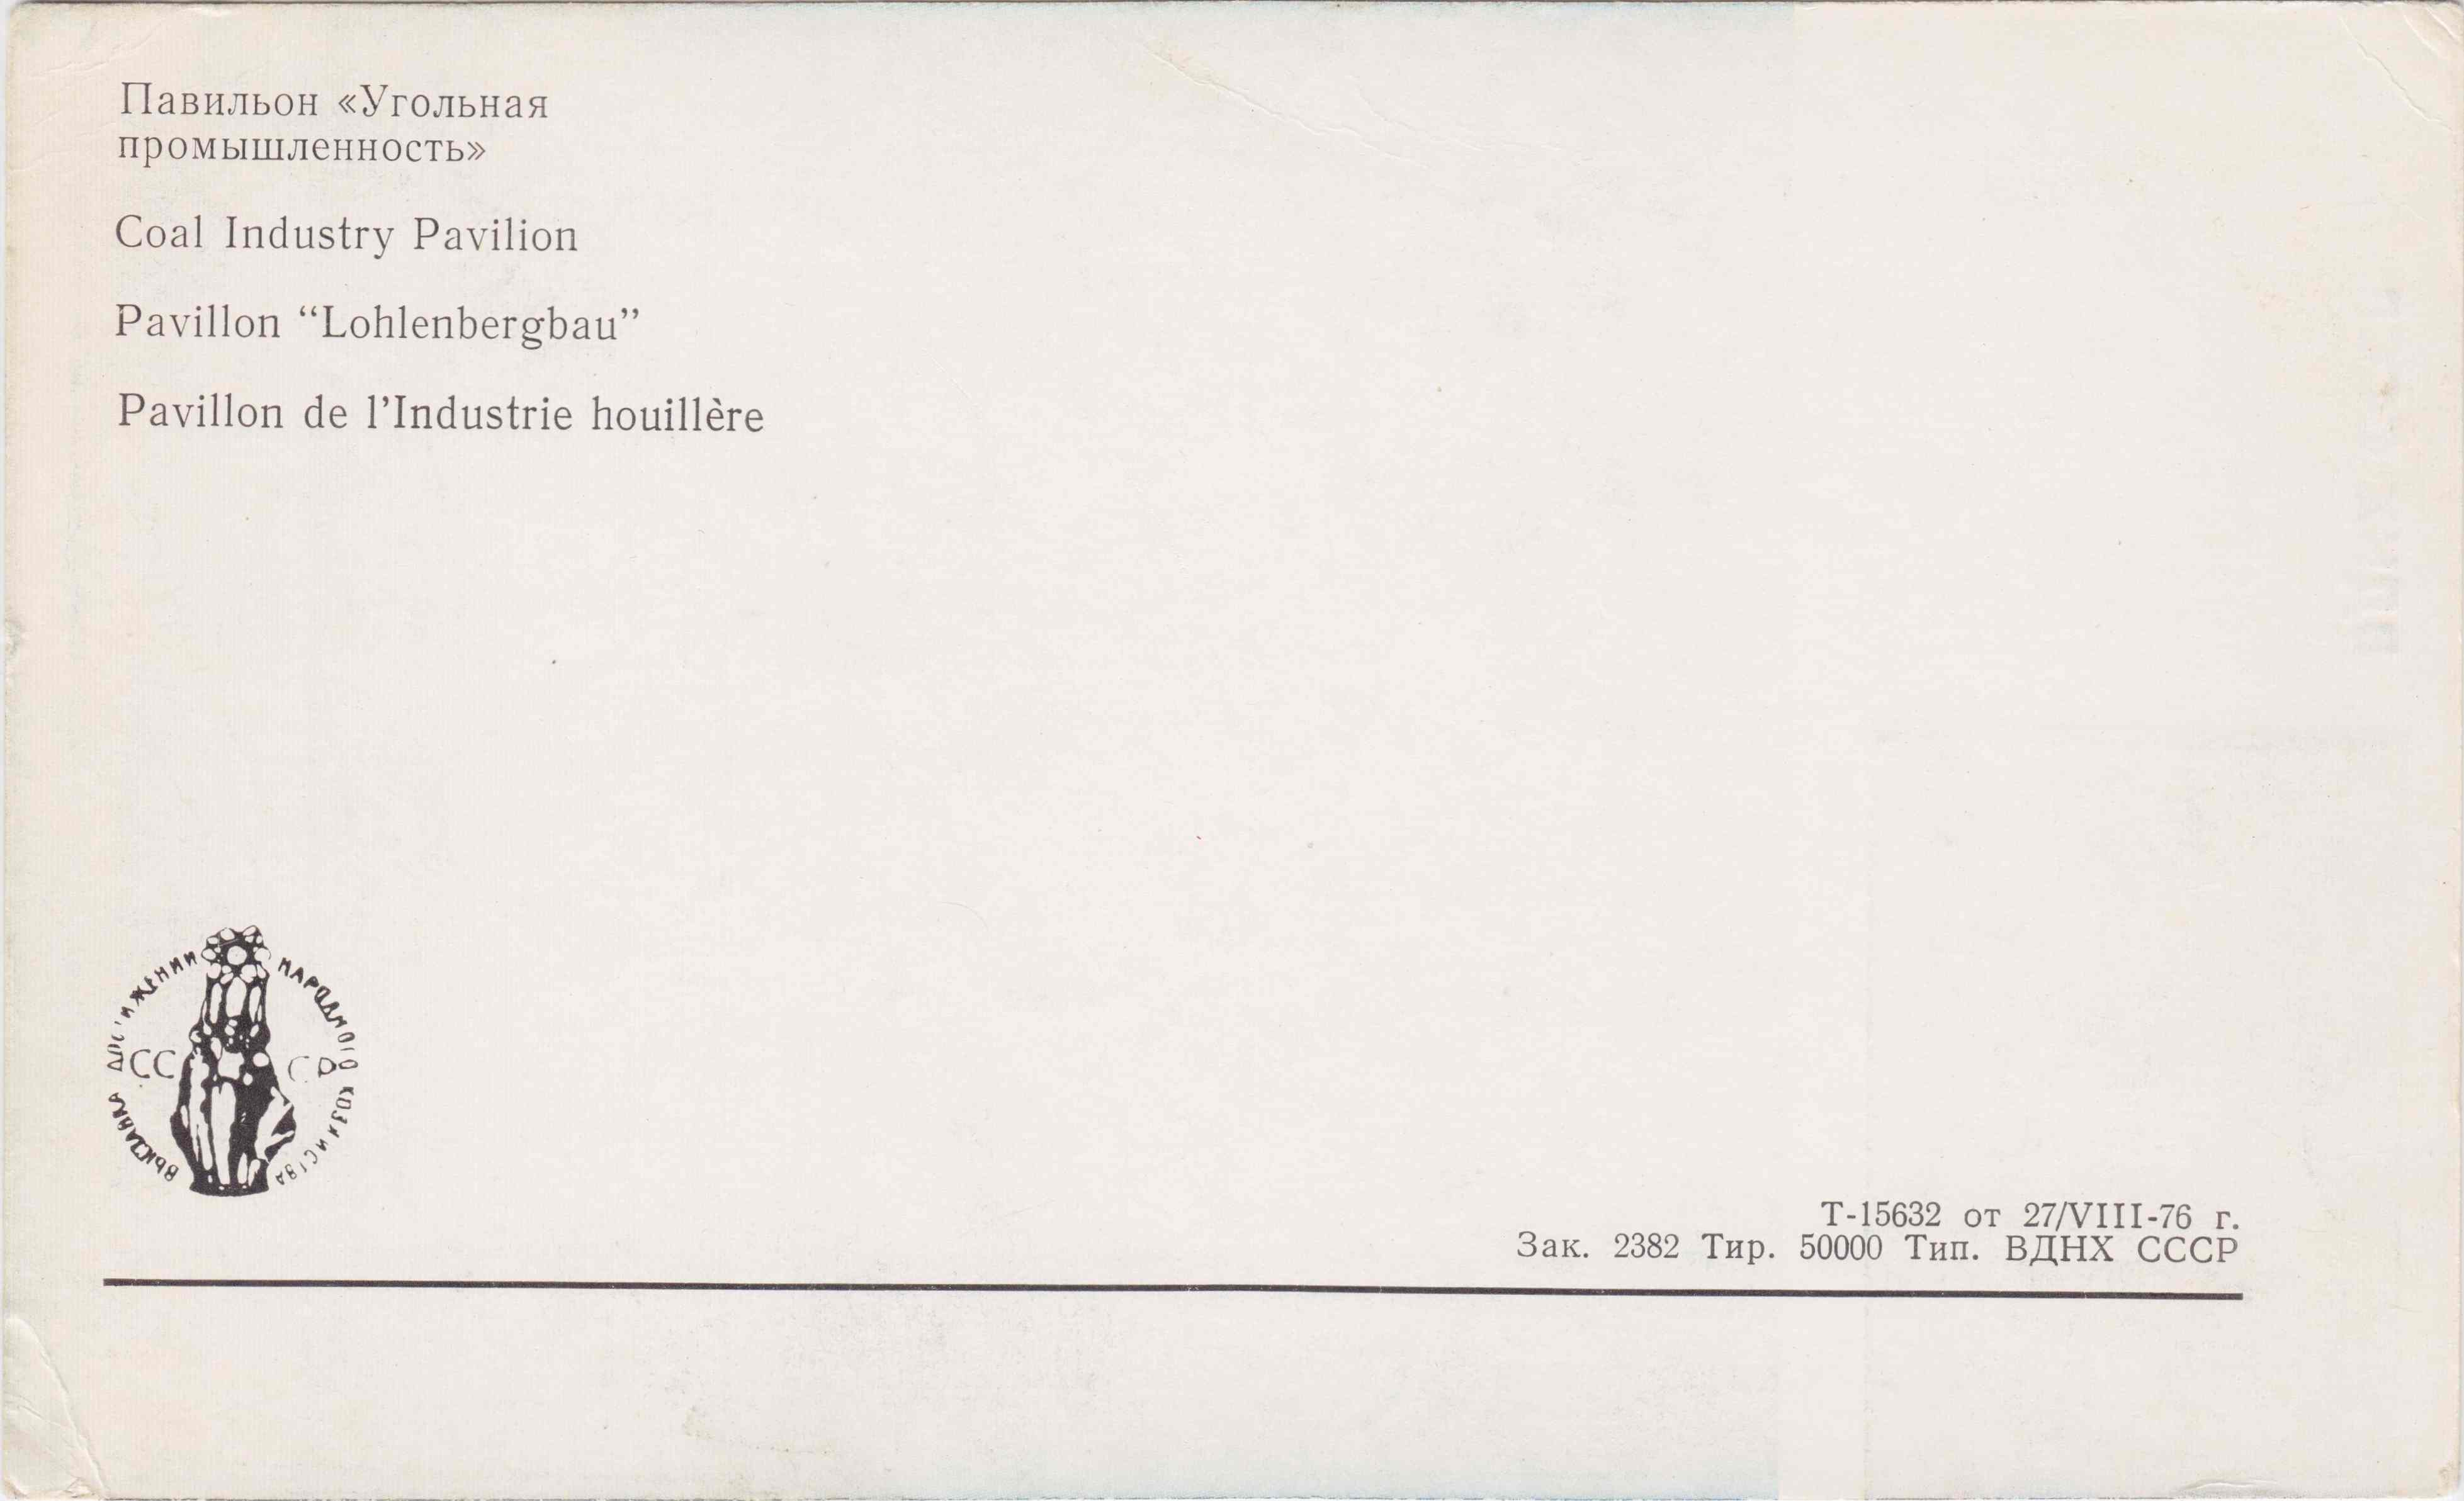 Павильон «Угольная
промышленность»
Coal Industry Pavilion
Pavillon “Lohlenbergbau”
Pavillon de l’Industrie houillère
ВЫСТАВКА ДОСТИЖЕНИЙ НАРОДНОГО ХОЗЯЙСТВА
СССР
Т-15632 от 27/VIII-76 г.
Зак. 2382 Тир. 50000 Тип. ВДНХ СССР